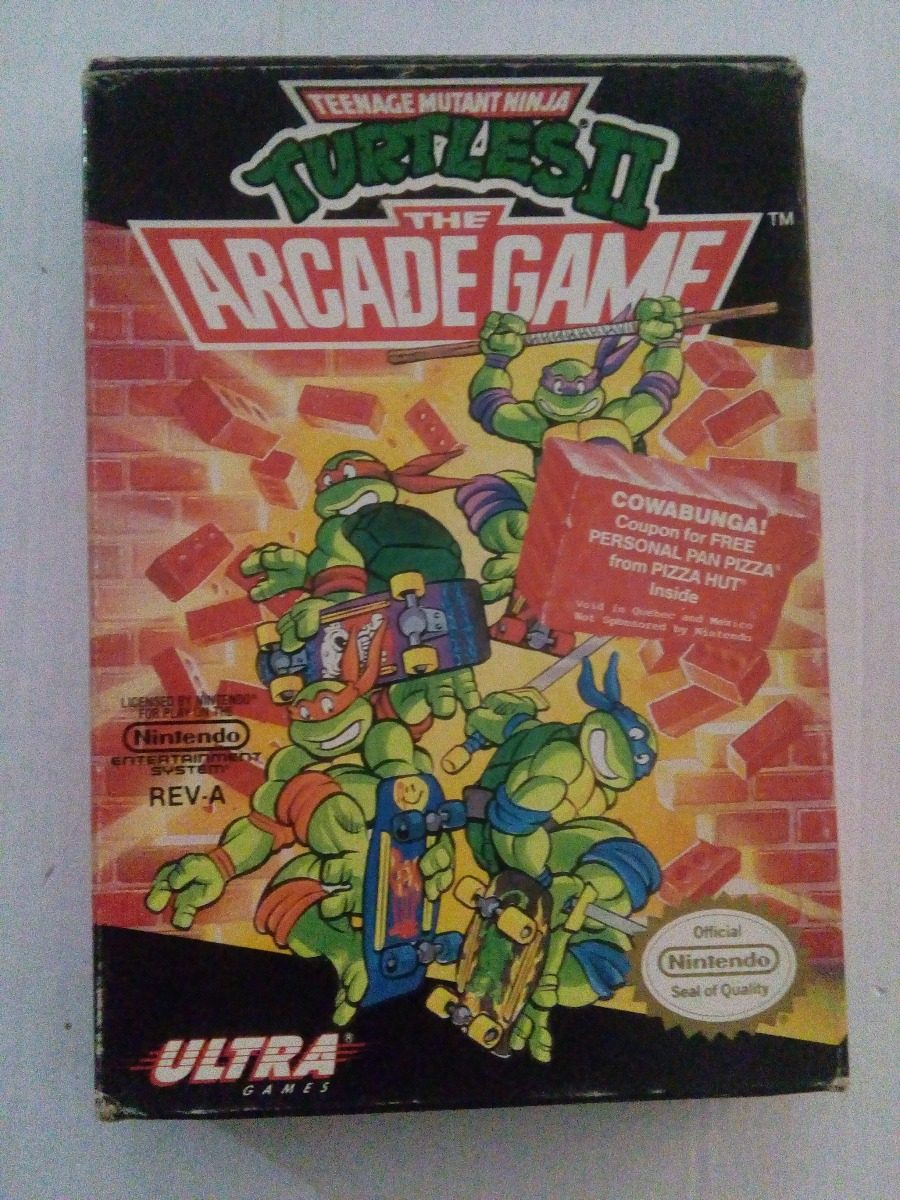 TEENAGE MUTANT NINJA
TURTLES II
THE
ARCADE GAME
TM
COWABUNGA!
Coupon for FREE
PERSONAL PAN PIZZA®
from PIZZA HUT®
Inside
Void in Quebec and Mexico
Not Sponsored by Nintendo
LICENSED BY NINTENDO®
FOR PLAY ON THE
Nintendo
ENTERTAINMENT
SYSTEM®
REV-A
Official
Nintendo
Seal of Quality
ULTRA®
GAMES